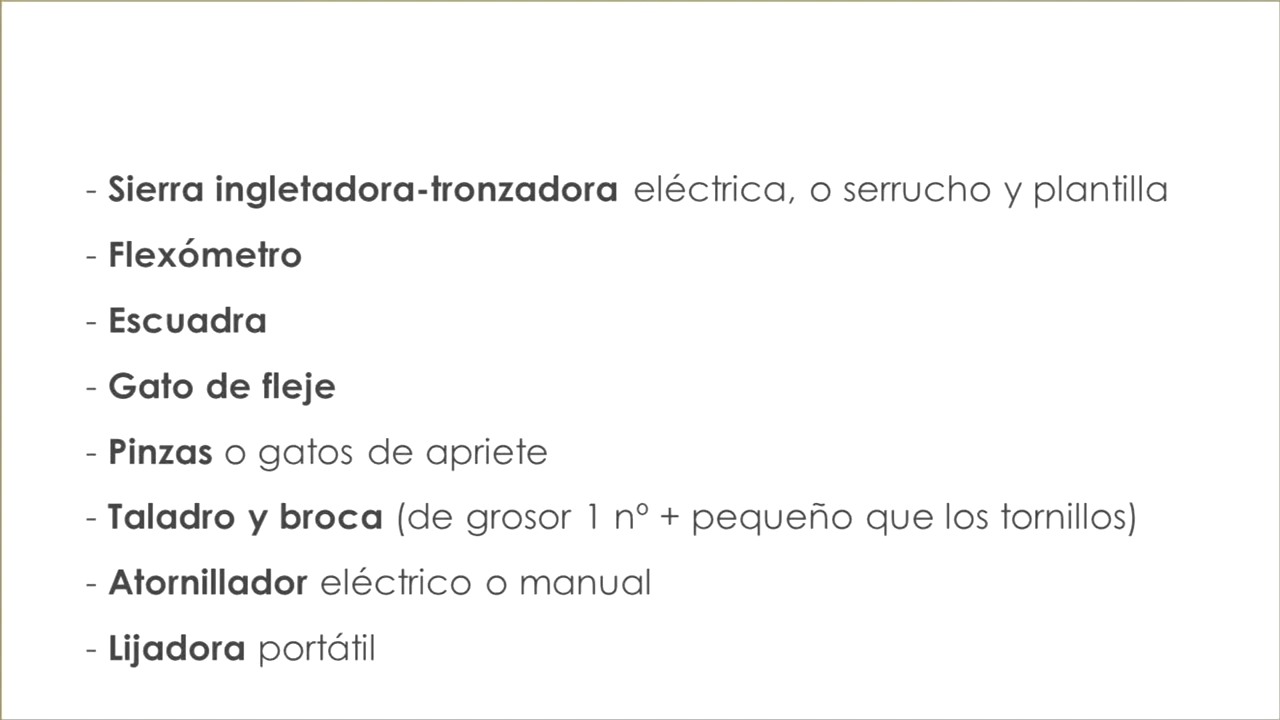 - Sierra ingletadora-tronzadora eléctrica, o serrucho y plantilla
- Flexómetro
- Escuadra
- Gato de fleje
- Pinzas o gatos de apriete
- Taladro y broca (de grosor 1 nº + pequeño que los tornillos)
- Atornillador eléctrico o manual
- Lijadora portátil